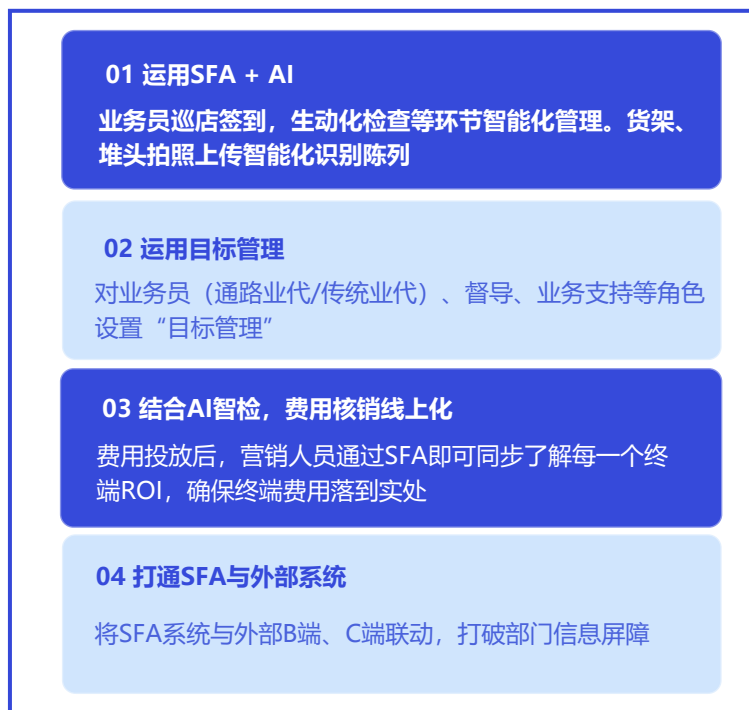 01 运用SFA + AI
业务员巡店签到，生动化检查等环节智能化管理。货架、
堆头拍照上传智能化识别陈列
02 运用目标管理
对业务员（通路业代/传统业代）、督导、业务支持等角色
设置“目标管理”
03 结合AI智检，费用核销线上化
费用投放后，营销人员通过SFA即可同步了解每一个终
端ROI，确保终端费用落到实处
04 打通SFA与外部系统
将SFA系统与外部B端、C端联动，打破部门信息屏障